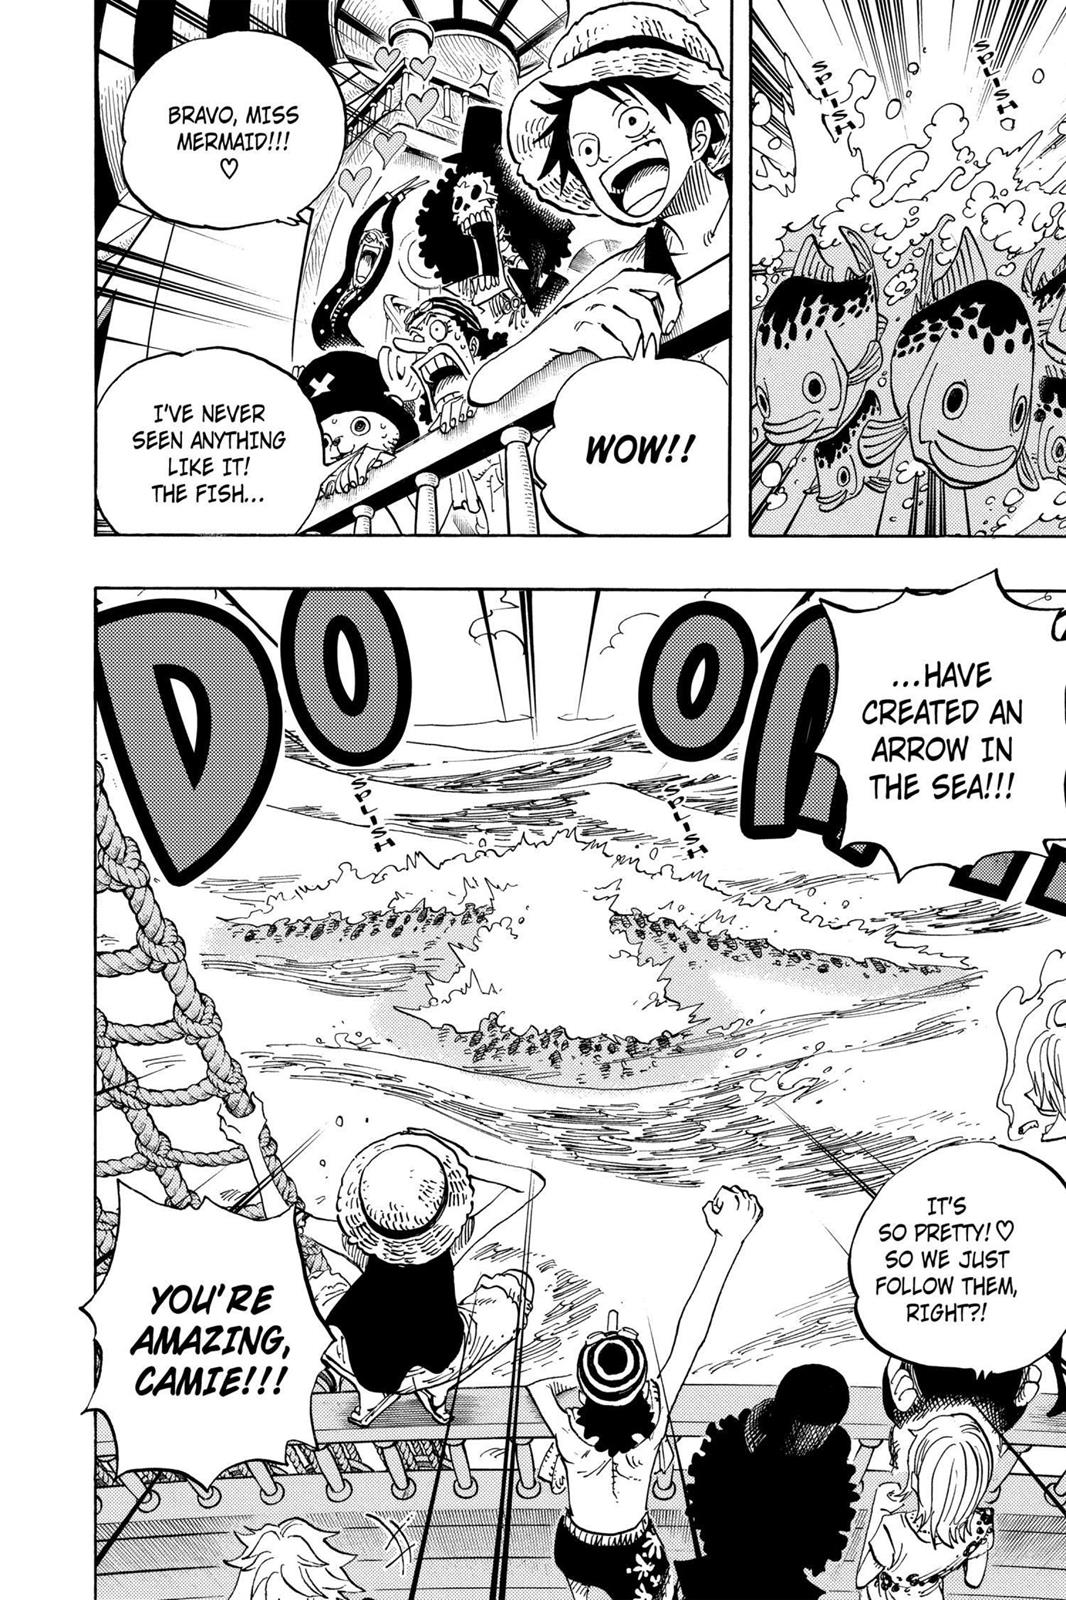 SPLISH
SPLISH
WOW!!
BRAVO, MISS
MERMAID!!!
♡
I'VE NEVER
SEEN ANYTHING
LIKE IT!
THE FISH...
...HAVE
CREATED AN
ARROW IN
THE SEA!!!
DOOM
SPLISH
SPLISH
IT'S
SO PRETTY!♡
SO WE JUST
FOLLOW THEM,
RIGHT?!
YOU'RE
AMAZING,
CAMIE!!!